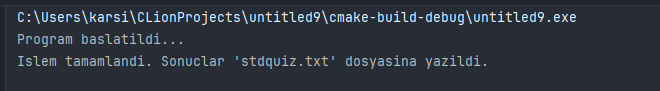 C:\Users\karsi\CLionProjects\untitled9\cmake-build-debug\untitled9.exe
Program baslatildi...
Islem tamamlandi. Sonuclar 'stdquiz.txt' dosyasina yazildi.